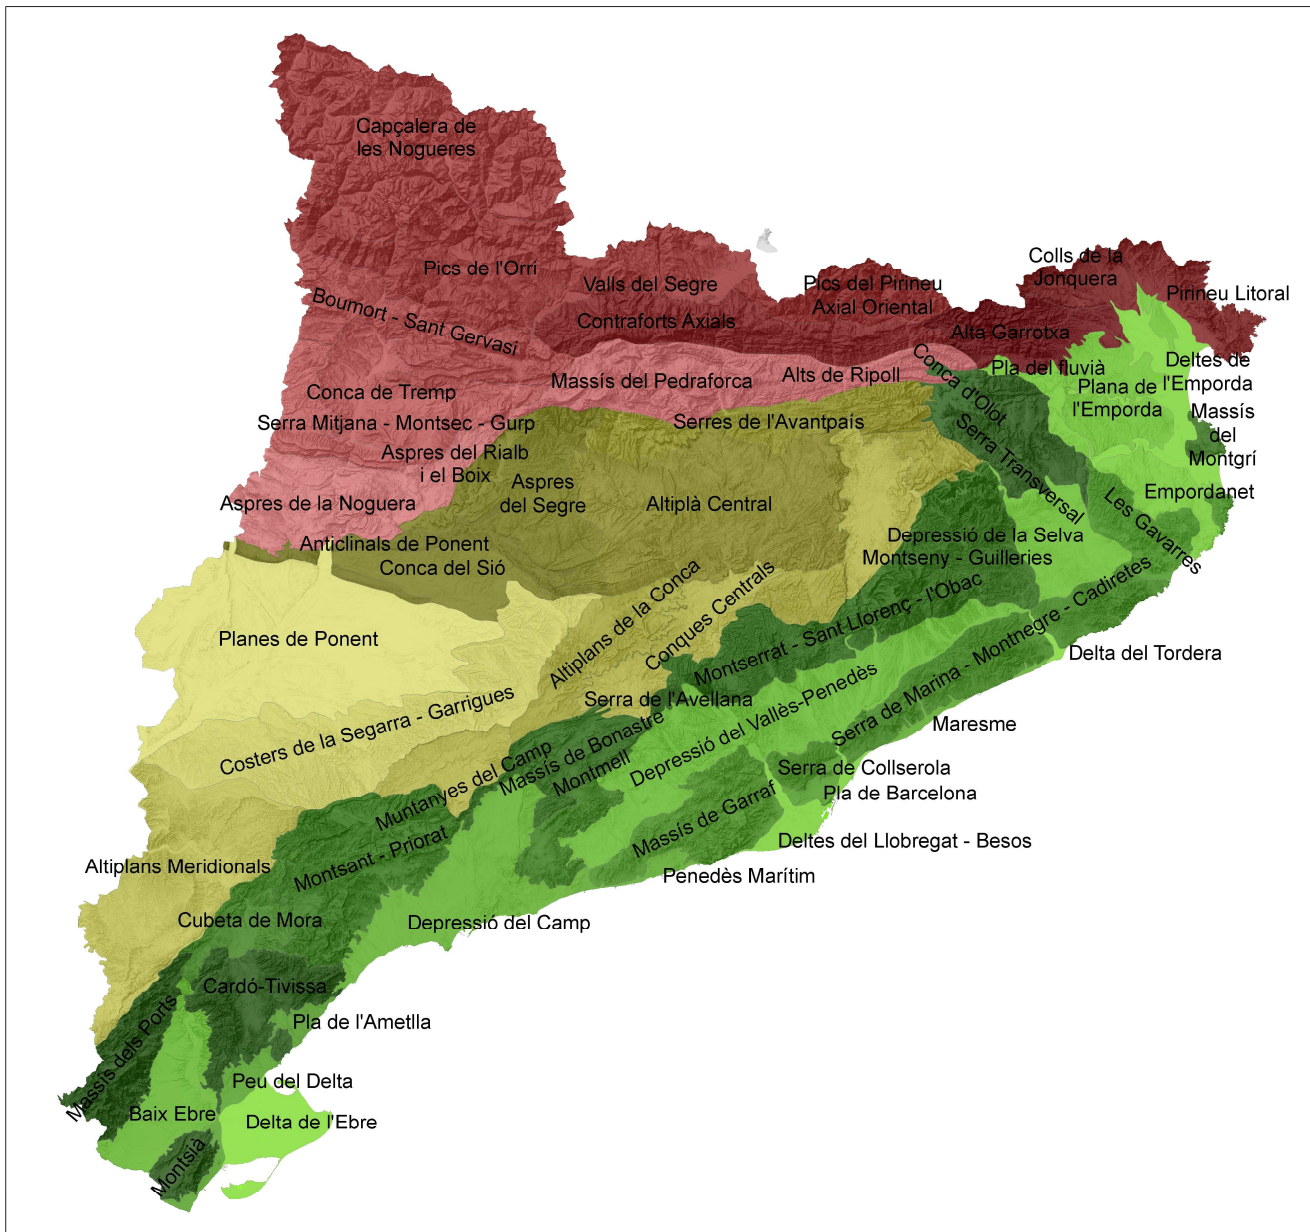 Capçalera de
les Nogueres
Pics de l'Orri
Valls del Segre
Pics del Pirineu
Axial Oriental
Colls de la
Jonquera
Pirineu Litoral
Boumort - Sant Gervasi
Contraforts Axials
Alta Garrotxa
Conca d'Olot
Pla del fluvià
Deltes de
l'Emporda
Conca de Tremp
Massís del Pedraforca
Alts de Ripoll
Plana de
l'Emporda
Serra Mitjana - Montsec - Gurp
Serres de l'Avantpaís
Serra Transversal
Massís
del
Montgrí
Aspres del Rialb
i el Boix
Aspres
del Segre
Altiplà Central
Empordanet
Les Gavarres
Aspres de la Noguera
Anticlinals de Ponent
Conca del Sió
Depressió de la Selva
Montseny - Guilleries
Planes de Ponent
Altiplans de la Conca
Conques Centrals
Montserrat - Sant Llorenç - l'Obac
Serra de Marina - Montnegre - Cadiretes
Delta del Tordera
Costers de la Segarra - Garrigues
Serra de l'Avellana
Depressió del Vallès-Penedès
Maresme
Muntanyes del Camp
Massís de Bonastre
Montmell
Serra de Collserola
Pla de Barcelona
Massís de Garraf
Deltes del Llobregat - Besos
Altiplans Meridionals
Montsant - Priorat
Penedès Marítim
Cubeta de Mora
Depressió del Camp
Cardó-Tivissa
Massís dels Ports
Pla de l'Ametlla
Peu del Delta
Baix Ebre
Delta de l'Ebre
Montsià